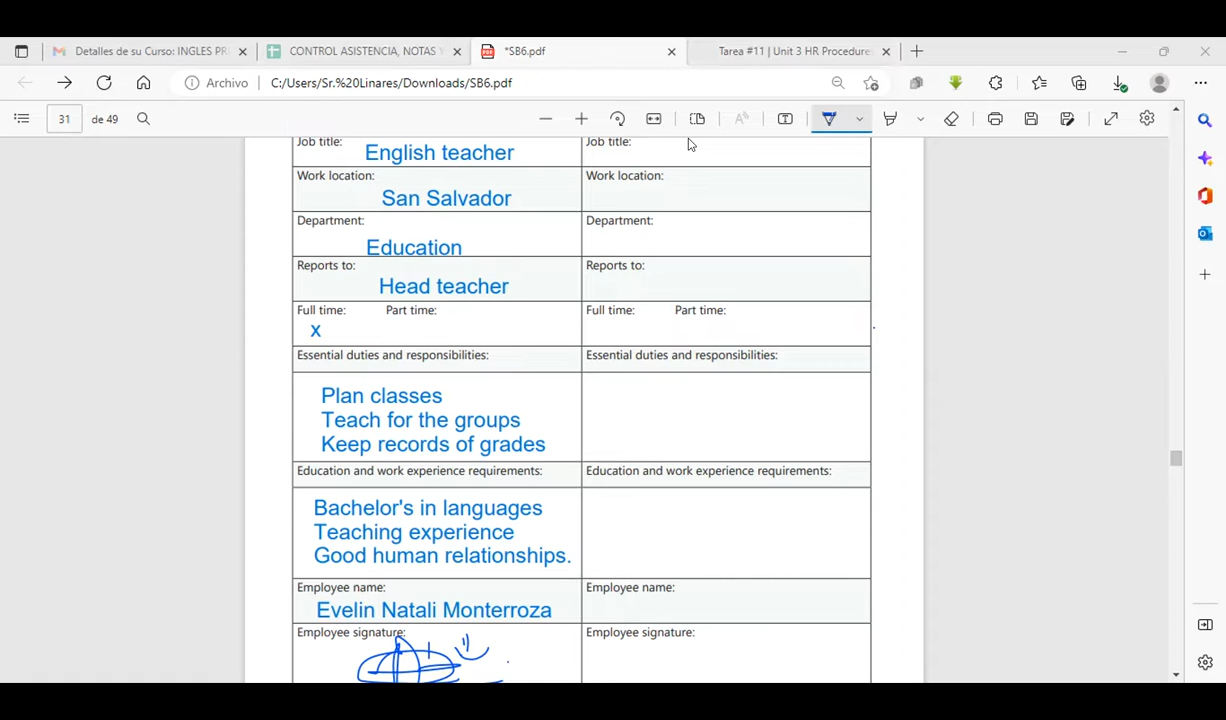 Detalles de su Curso: INGLES PR
CONTROL ASISTENCIA, NOTAS Y
*SB6.pdf
Tarea #11 | Unit 3 HR Procedure
Archivo
C:/Users/Sr.%20Linares/Downloads/SB6.pdf
31 de 49
Job title: English teacher
Job title:
Work location: San Salvador
Work location:
Department: Education
Department:
Reports to: Head teacher
Reports to:
Full time: x Part time:
Full time: Part time:
Essential duties and responsibilities:
Essential duties and responsibilities:
Plan classes
Teach for the groups
Keep records of grades
Education and work experience requirements:
Education and work experience requirements:
Bachelor's in languages
Teaching experience
Good human relationships.
Employee name:
Employee name:
Evelin Natali Monterroza
Employee signature:
Employee signature: